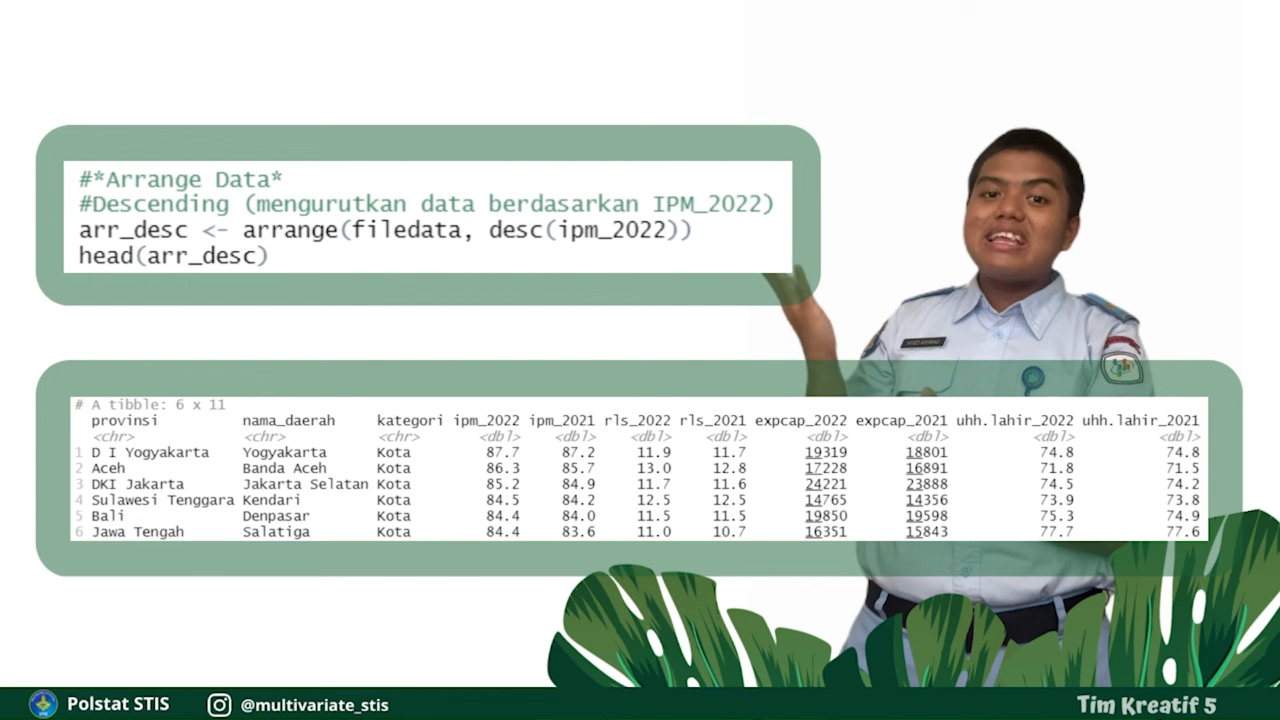 #*Arrange Data*
#Descending (mengurutkan data berdasarkan IPM_2022)
arr_desc <- arrange(filedata, desc(ipm_2022))
head(arr_desc)
# A tibble: 6 x 11
provinsi nama_daerah kategori ipm_2022 ipm_2021 rls_2022 rls_2021 expcap_2022 expcap_2021 uhh.lahir_2022 uhh.lahir_2021
<chr> <chr> <chr> <dbl> <dbl> <dbl> <dbl> <dbl> <dbl> <dbl> <dbl>
1 D I Yogyakarta Yogyakarta Kota 87.7 87.2 11.9 11.7 19319 18801 74.8 74.8
2 Aceh Banda Aceh Kota 86.3 85.7 13.0 12.8 17228 16891 71.8 71.5
3 DKI Jakarta Jakarta Selatan Kota 85.2 84.9 11.7 11.6 24221 23888 74.5 74.2
4 Sulawesi Tenggara Kendari Kota 84.5 84.2 12.5 12.5 14765 14356 73.9 73.8
5 Bali Denpasar Kota 84.4 84.0 11.5 11.5 19850 19598 75.3 74.9
6 Jawa Tengah Salatiga Kota 84.4 83.6 11.0 10.7 16351 15843 77.7 77.6
Polstat STIS @multivariate_stis Tim Kreatif 5